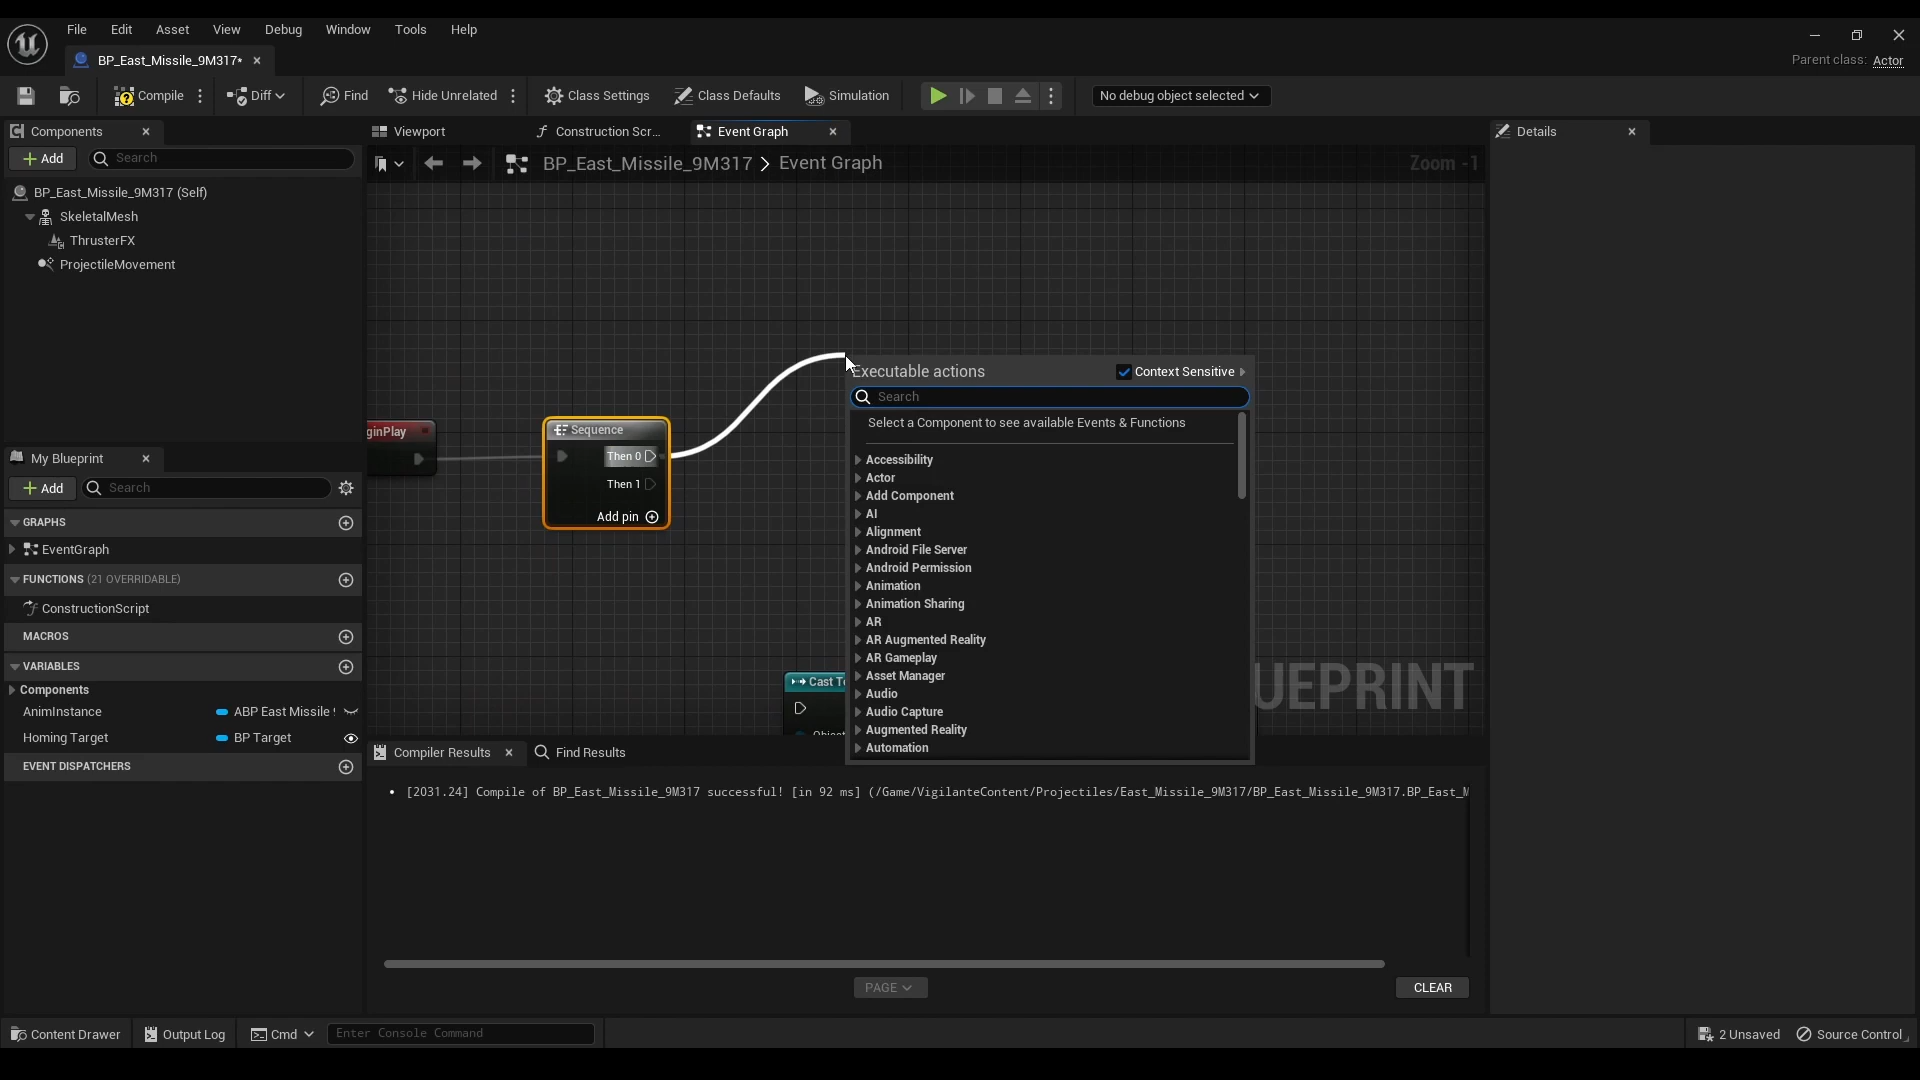 File Edit Asset View Debug Window Tools Help
BP_East_Missile_9M317*
Parent class: Actor
Compile Diff Find Hide Unrelated Class Settings Class Defaults Simulation No debug object selected
Components
Viewport Construction Scr... Event Graph
Details
Add Search
BP_East_Missile_9M317 > Event Graph
Zoom -1
BP_East_Missile_9M317 (Self)
SkeletalMesh
ThrusterFX
ProjectileMovement
Executable actions
Context Sensitive
Search
Select a Component to see available Events & Functions
Accessibility
Actor
Add Component
AI
Alignment
Android File Server
Android Permission
Animation
Animation Sharing
AR
AR Augmented Reality
AR Gameplay
Asset Manager
Audio
Audio Capture
Augmented Reality
Automation
ginPlay
Sequence
Then 0
Then 1
Add pin
Cast T
Object
UEPRINT
My Blueprint
Add Search
GRAPHS
EventGraph
FUNCTIONS (21 OVERRIDABLE)
ConstructionScript
MACROS
VARIABLES
Components
AnimInstance ABP East Missile
Homing Target BP Target
EVENT DISPATCHERS
Compiler Results Find Results
[2031.24] Compile of BP_East_Missile_9M317 successful! [in 92 ms] (/Game/VigilanteContent/Projectiles/East_Missile_9M317/BP_East_Missile_9M317.BP_East_M
PAGE
CLEAR
Content Drawer Output Log Cmd Enter Console Command
2 Unsaved Source Control